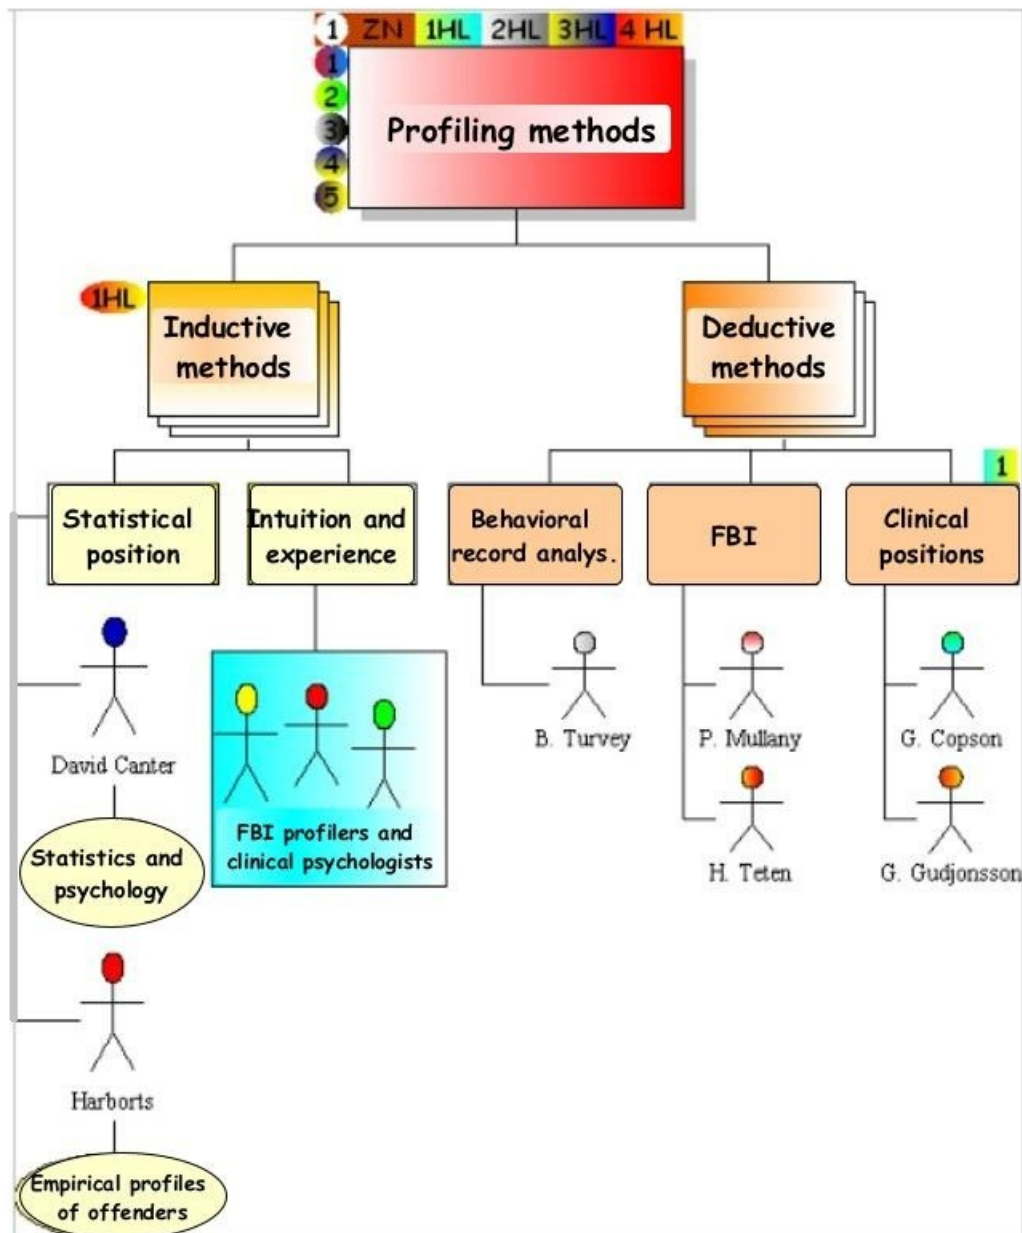 1 ZN 1HL 2HL 3HL 4 HL
1
2
3
4
5
Profiling methods
1HL
Inductive
methods
Deductive
methods
1
Statistical
position
Intuition and
experience
Behavioral
record analys.
FBI
Clinical
positions
David Canter
Statistics and
psychology
Harborts
Empirical profiles
of offenders
FBI profilers and
clinical psychologists
B. Turvey
P. Mullany
H. Teten
G. Copson
G. Gudjonsson